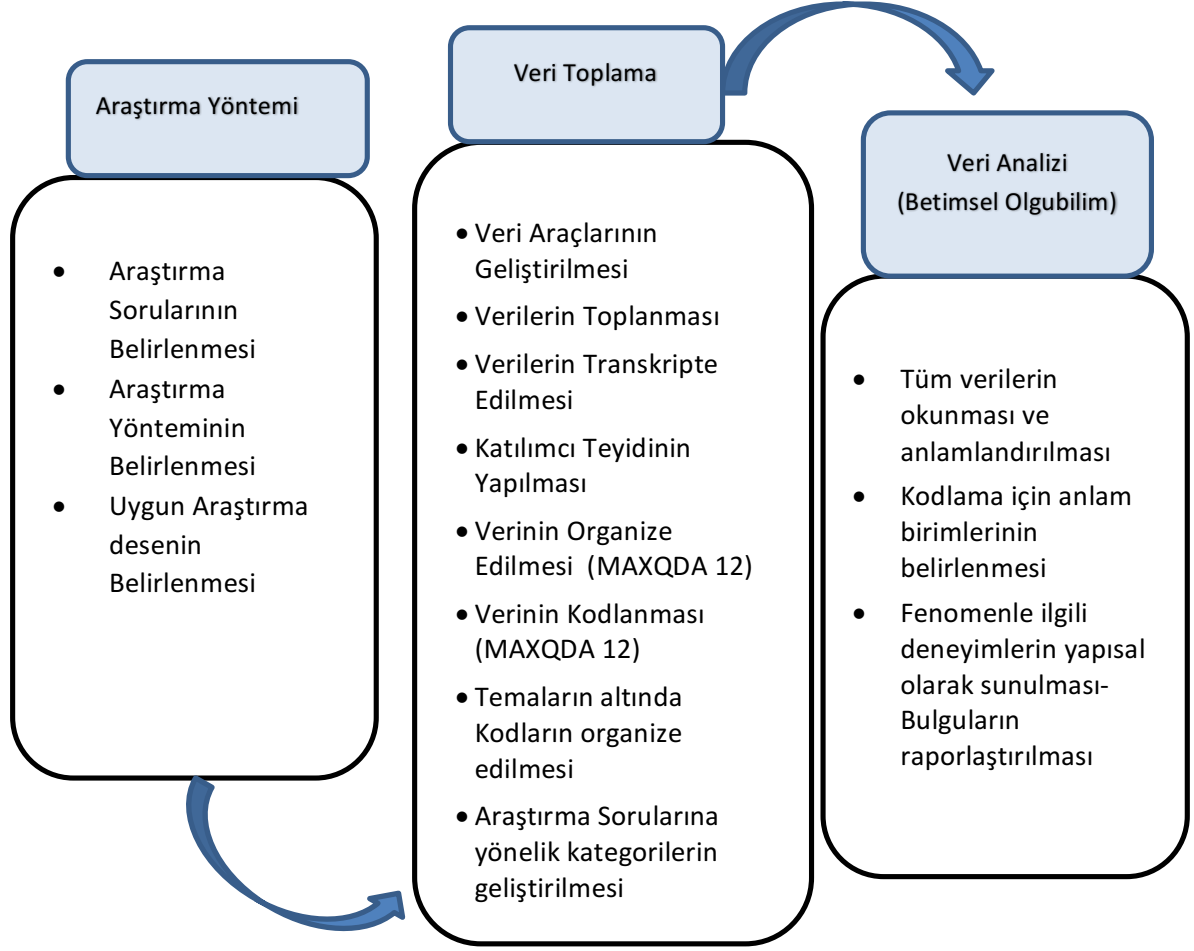 Araştırma Yöntemi
• Araştırma
Sorularının
Belirlenmesi
• Araştırma
Yönteminin
Belirlenmesi
• Uygun Araştırma
desenin
Belirlenmesi
Veri Toplama
• Veri Araçlarının
Geliştirilmesi
• Verilerin Toplanması
• Verilerin Transkripte
Edilmesi
• Katılımcı Teyidinin
Yapılması
• Verinin Organize
Edilmesi (MAXQDA 12)
• Verinin Kodlanması
(MAXQDA 12)
• Temaların altında
Kodların organize
edilmesi
• Araştırma Sorularına
yönelik kategorilerin
geliştirilmesi
Veri Analizi
(Betimsel Olgubilim)
• Tüm verilerin
okunması ve
anlamlandırılması
• Kodlama için anlam
birimlerinin
belirlenmesi
• Fenomenle ilgili
deneyimlerin yapısal
olarak sunulması-
Bulguların
raporlaştırılması